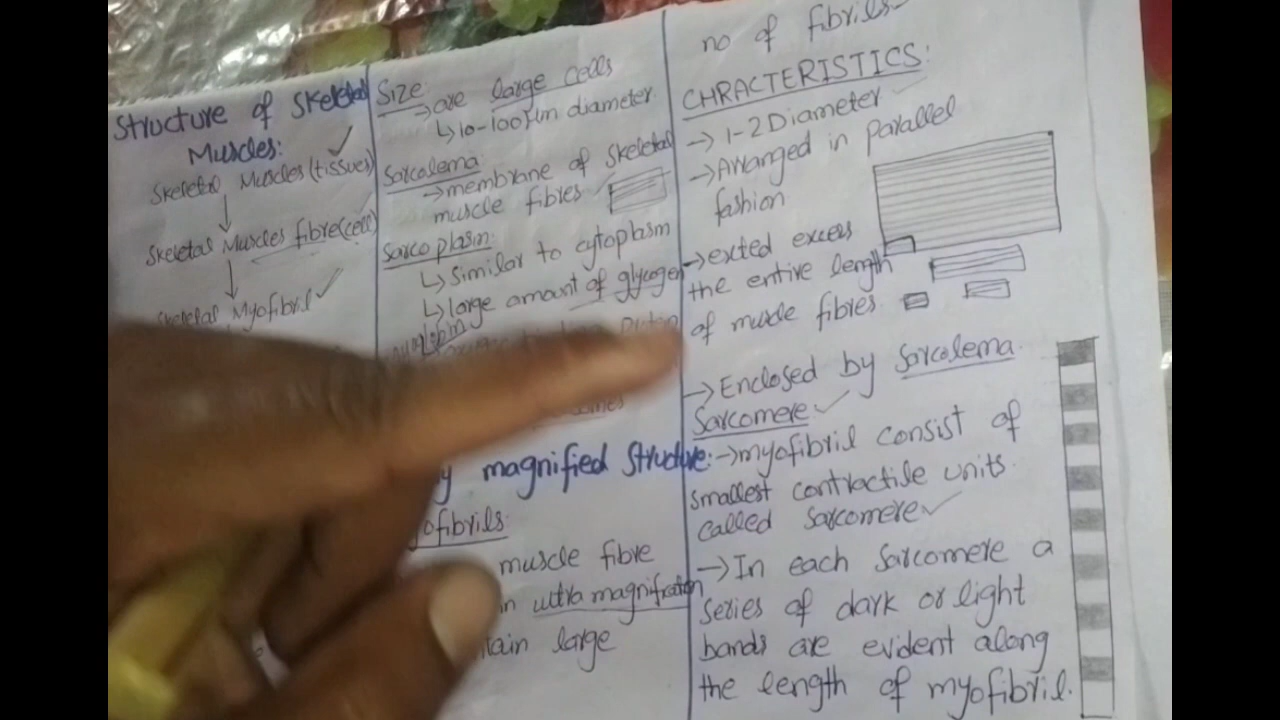 Structure of Skeletal
Muscles:
Skeletal Muscles (tissues)
Skeletal Muscles fibre(cell)
Skeletal Myofibril
Size:
→are large cells
↳10-100 µm diameter
Sarcolema:
→membrane of skeletal
muscle fibres
Sarcoplasm:
↳Similar to cytoplasm
↳large amount of glycogen
magnified Structure:
muscle fibre
in ultra magnification
large
no of fibrils
CHRACTERISTICS:
→ 1-2 Diameter
→Arranged in parallel
fashion
→exted excess
the entire length
of muscle fibres
→Enclosed by Sarcolema
Sarcomere
→myofibril consist of
smallest contractile units
called sarcomere
→In each Sarcomere a
series of dark or light
bands are evident along
the length of myofibril.